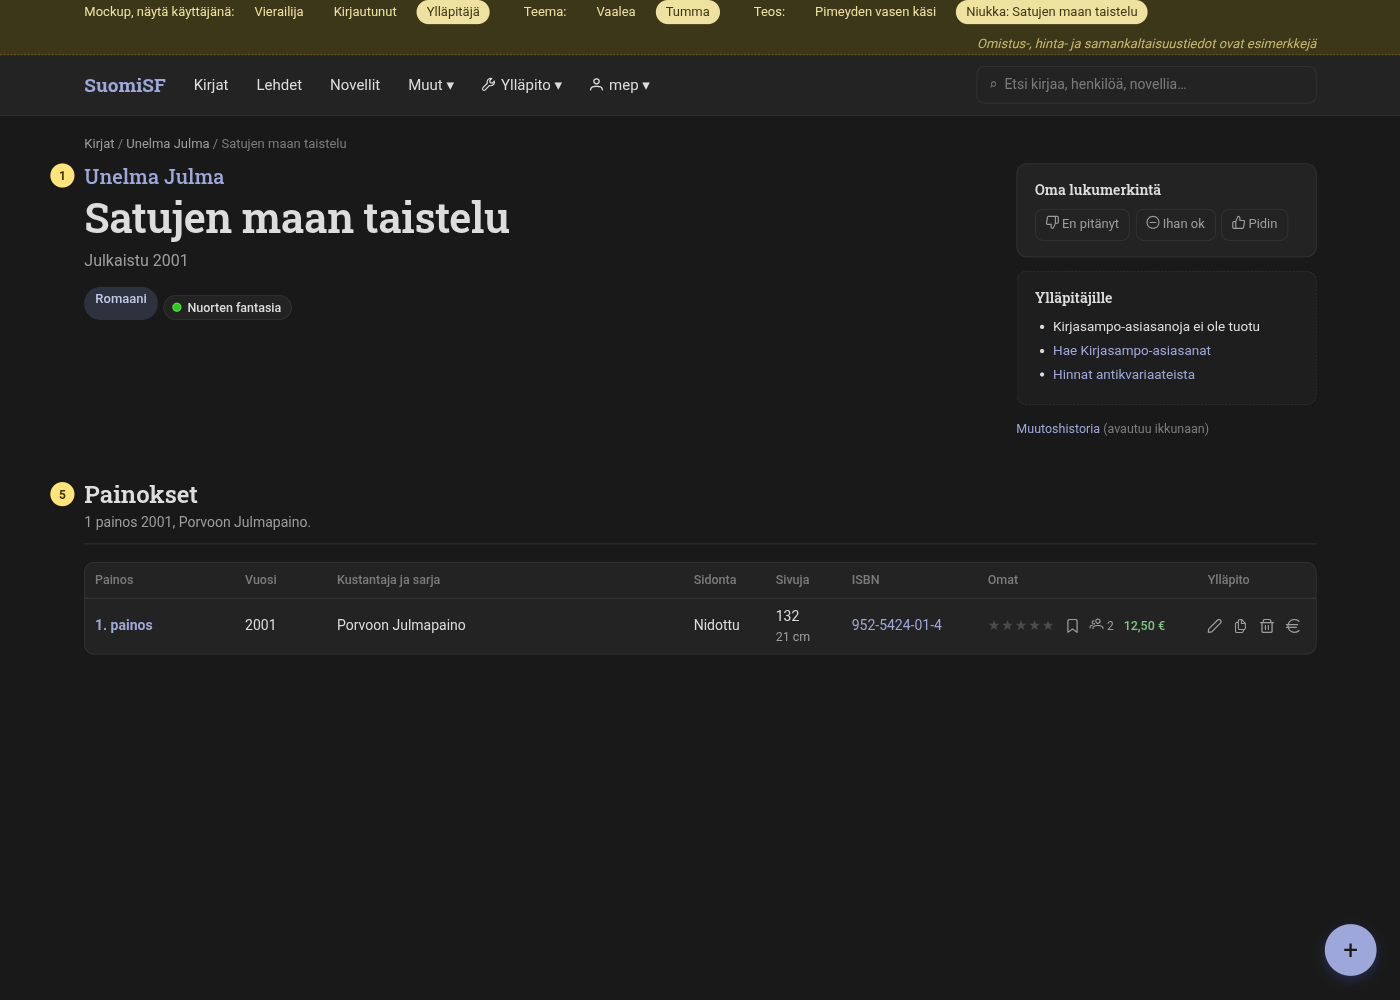 Mockup, näytä käyttäjänä: Vierailija Kirjautunut Ylläpitäjä Teema: Vaalea Tumma Teos: Pimeyden vasen käsi Niukka: Satujen maan taistelu
Omistus-, hinta- ja samankaltaisuustiedot ovat esimerkkejä
SuomiSF Kirjat Lehdet Novellit Muut ▾ Ylläpito ▾ mep ▾ Etsi kirjaa, henkilöä, novellia…
Kirjat / Unelma Julma / Satujen maan taistelu
1 Unelma Julma
Satujen maan taistelu
Julkaistu 2001
Romaani Nuorten fantasia
Oma lukumerkintä
En pitänyt Ihan ok Pidin
Ylläpitäjille
• Kirjasampo-asiasanoja ei ole tuotu
• Hae Kirjasampo-asiasanat
• Hinnat antikvariaateista
Muutoshistoria (avautuu ikkunaan)
5 Painokset
1 painos 2001, Porvoon Julmapaino.
Painos Vuosi Kustantaja ja sarja Sidonta Sivuja ISBN Omat Ylläpito
1. painos 2001 Porvoon Julmapaino Nidottu 132 952-5424-01-4 ★★★★★ 2 12,50 €
21 cm
+